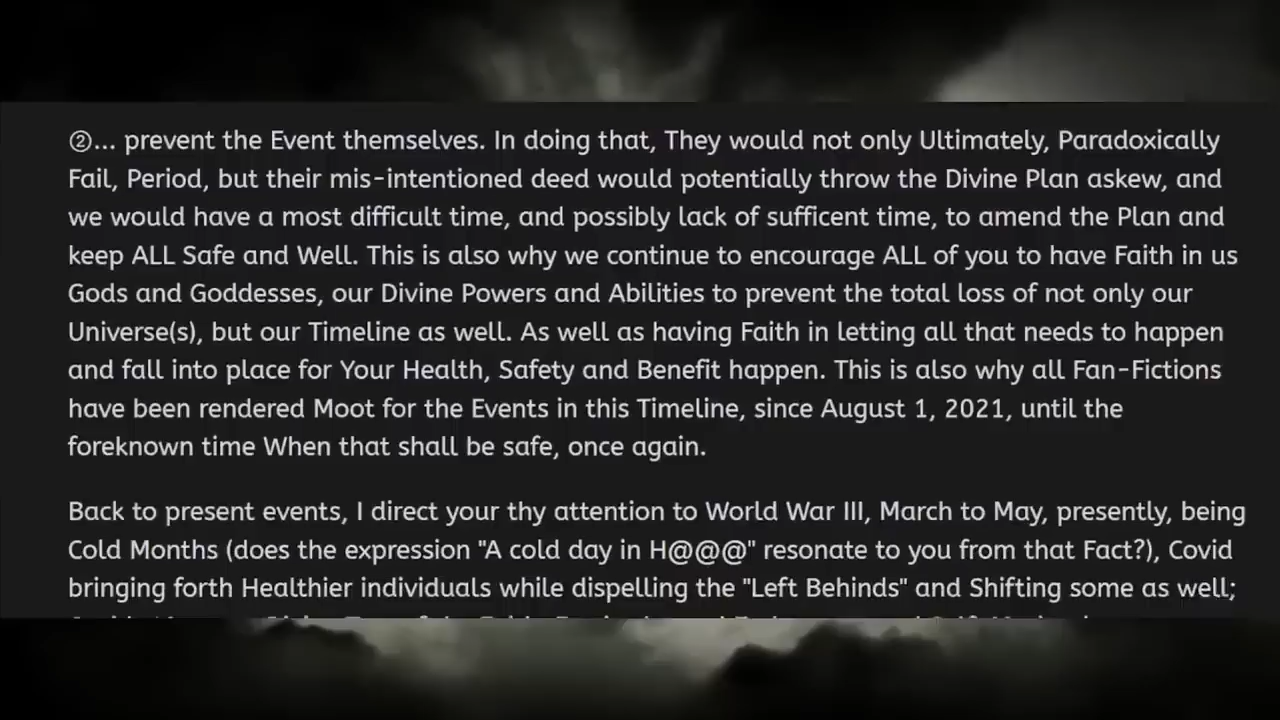 ②... prevent the Event themselves. In doing that, They would not only Ultimately, Paradoxically
Fail, Period, but their mis-intentioned deed would potentially throw the Divine Plan askew, and
we would have a most difficult time, and possibly lack of sufficent time, to amend the Plan and
keep ALL Safe and Well. This is also why we continue to encourage ALL of you to have Faith in us
Gods and Goddesses, our Divine Powers and Abilities to prevent the total loss of not only our
Universe(s), but our Timeline as well. As well as having Faith in letting all that needs to happen
and fall into place for Your Health, Safety and Benefit happen. This is also why all Fan-Fictions
have been rendered Moot for the Events in this Timeline, since August 1, 2021, until the
foreknown time When that shall be safe, once again.
Back to present events, I direct your thy attention to World War III, March to May, presently, being
Cold Months (does the expression "A cold day in H@@@" resonate to you from that Fact?), Covid
bringing forth Healthier individuals while dispelling the "Left Behinds" and Shifting some as well;